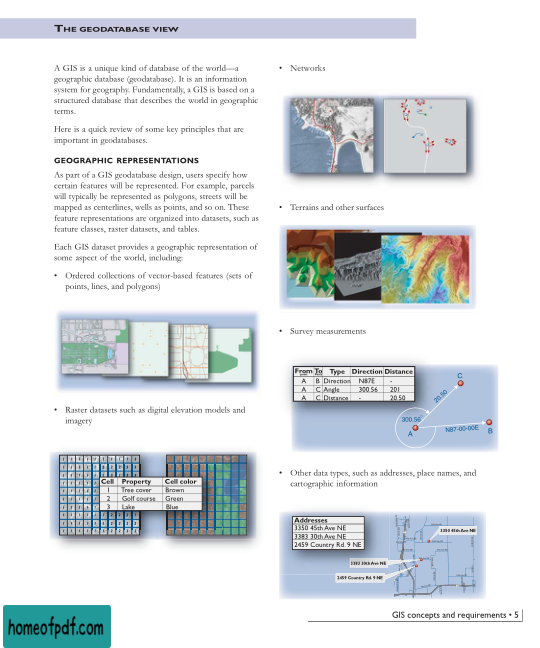 THE GEODATABASE VIEW
A GIS is a unique kind of database of the world—a
geographic database (geodatabase). It is an information
system for geography. Fundamentally, a GIS is based on a
structured database that describes the world in geographic
terms.
Here is a quick review of some key principles that are
important in geodatabases.
GEOGRAPHIC REPRESENTATIONS
As part of a GIS geodatabase design, users specify how
certain features will be represented. For example, parcels
will typically be represented as polygons, streets will be
mapped as centerlines, wells as points, and so on. These
feature representations are organized into datasets, such as
feature classes, raster datasets, and tables.
Each GIS dataset provides a geographic representation of
some aspect of the world, including:
• Ordered collections of vector-based features (sets of
points, lines, and polygons)
• Raster datasets such as digital elevation models and
imagery
Cell Property Cell color
1 Tree cover Brown
2 Golf course Green
3 Lake Blue
• Networks
• Terrains and other surfaces
• Survey measurements
From To Type Direction Distance
A B Direction N87E -
A C Angle 300.56 201
A C Distance - 20.50
C
20.50
300.56°
A
N87-00-00E
B
• Other data types, such as addresses, place names, and
cartographic information
Addresses
3350 45th Ave NE
3383 30th Ave NE
2459 Country Rd. 9 NE
3350 45th Ave NE
3383 30th Ave NE
2459 Country Rd. 9 NE
GIS concepts and requirements • 5
homeofpdf.com